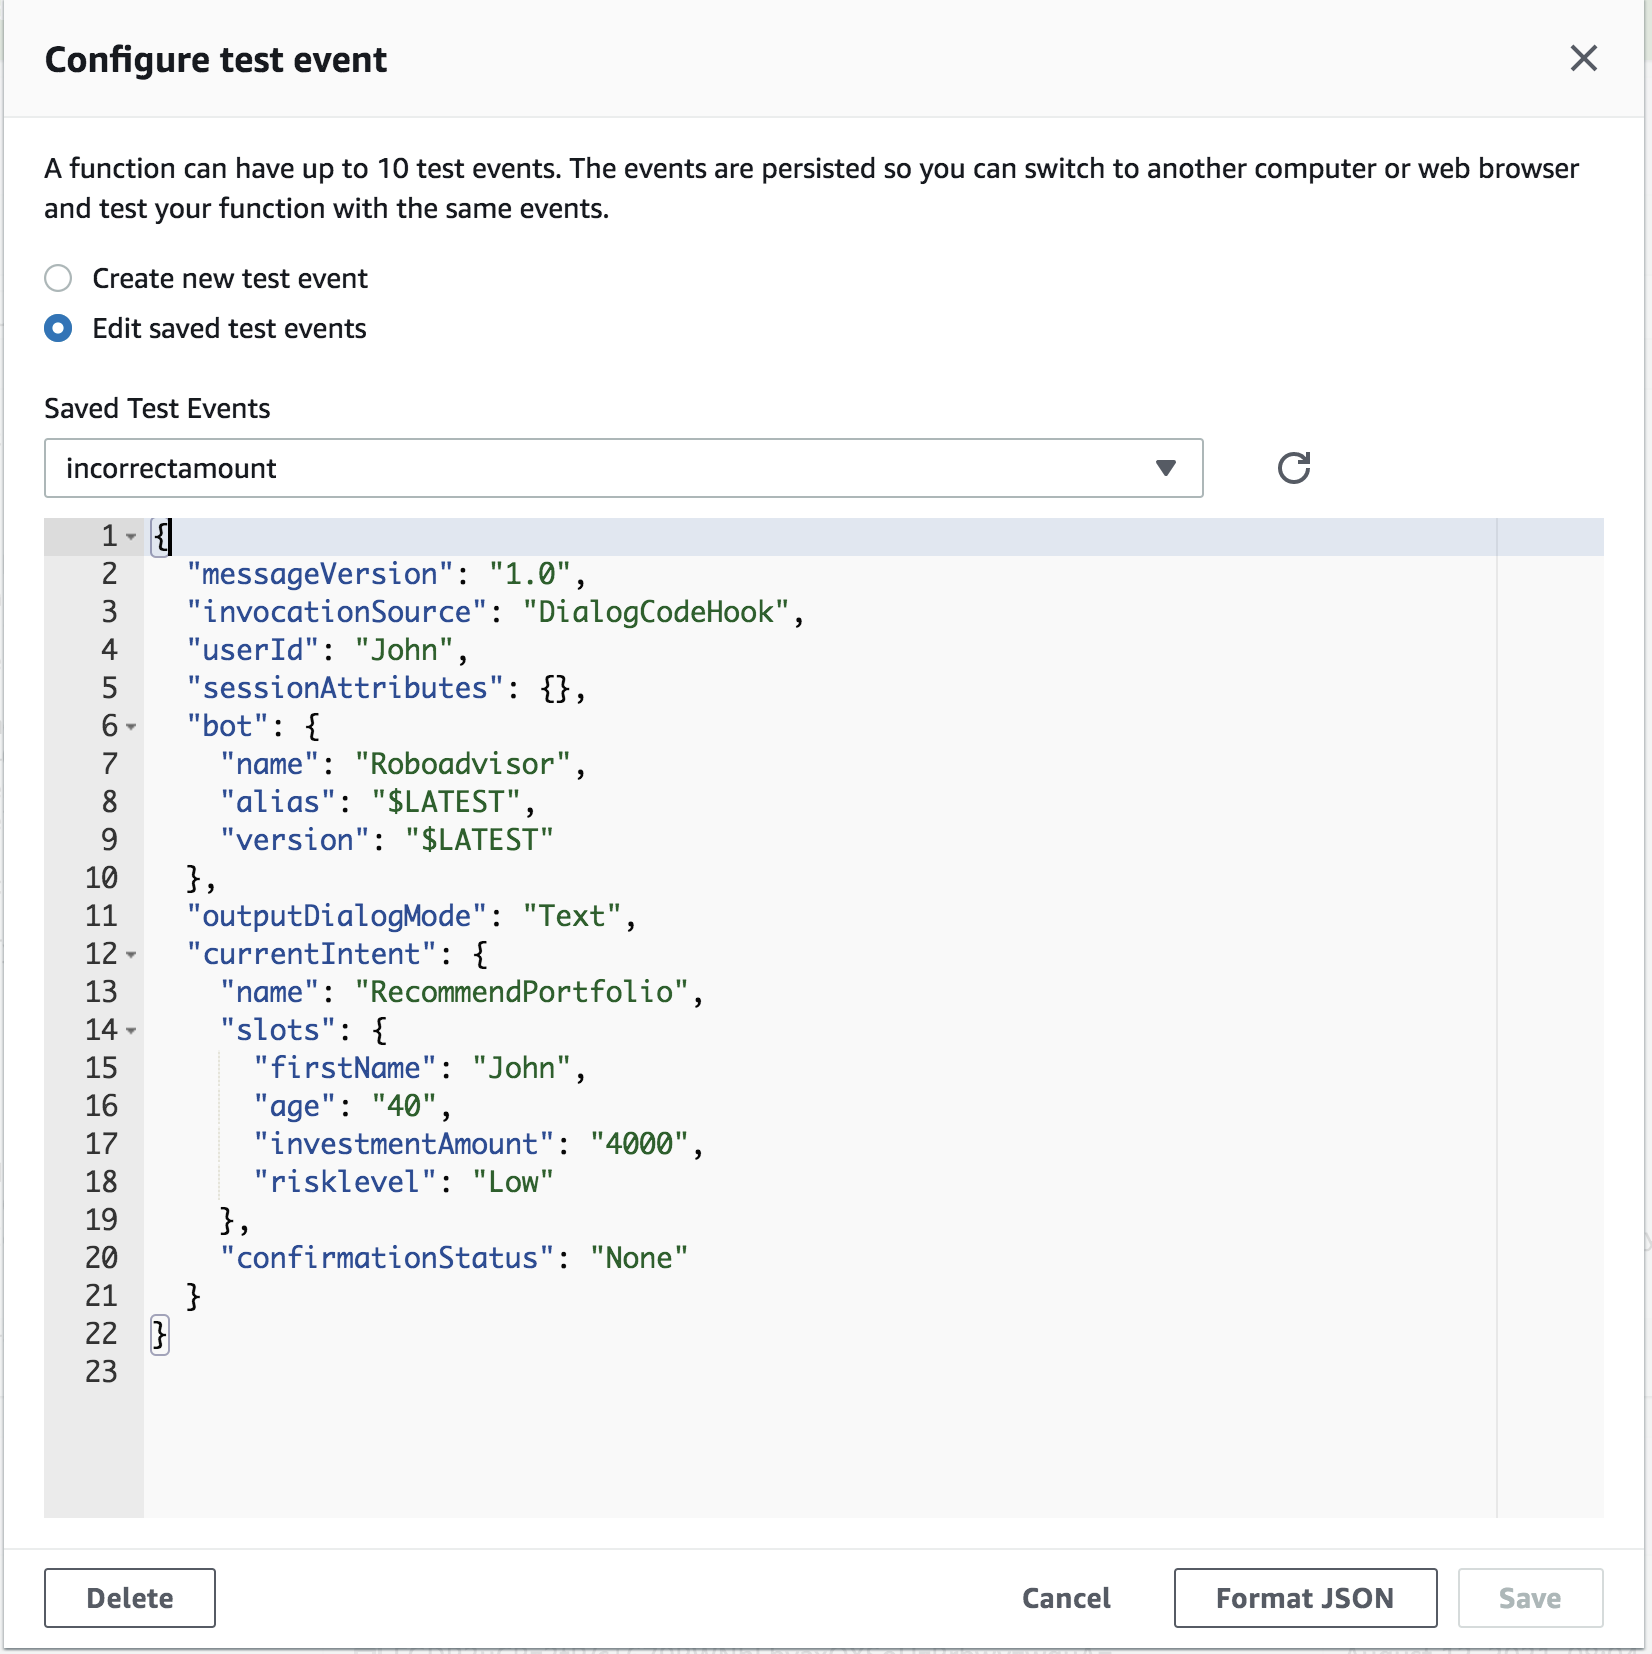 Configure test event
A function can have up to 10 test events. The events are persisted so you can switch to another computer or web browser
and test your function with the same events.
Create new test event
Edit saved test events
Saved Test Events
incorrectamount
1 {
2 "messageVersion": "1.0",
3 "invocationSource": "DialogCodeHook",
4 "userId": "John",
5 "sessionAttributes": {},
6 "bot": {
7 "name": "Roboadvisor",
8 "alias": "$LATEST",
9 "version": "$LATEST"
10 },
11 "outputDialogMode": "Text",
12 "currentIntent": {
13 "name": "RecommendPortfolio",
14 "slots": {
15 "firstName": "John",
16 "age": "40",
17 "investmentAmount": "4000",
18 "risklevel": "Low"
19 },
20 "confirmationStatus": "None"
21 }
22 }
23
Delete Cancel Format JSON Save